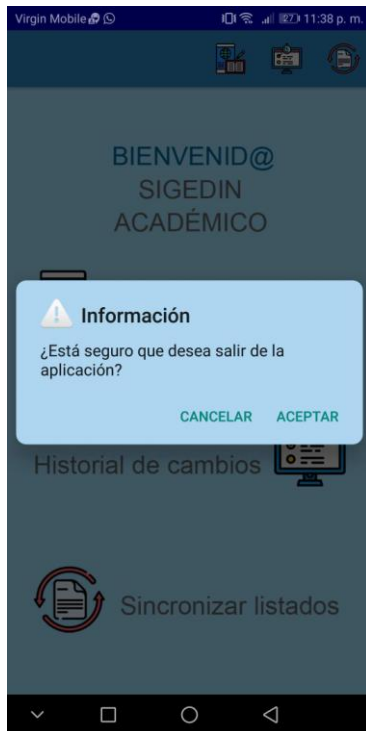 Virgin Mobile 27 11:38 p. m.
BIENVENID@
SIGEDIN
ACADÉMICO
Información
¿Está seguro que desea salir de la
aplicación?
CANCELAR ACEPTAR
Historial de cambios
Sincronizar listados